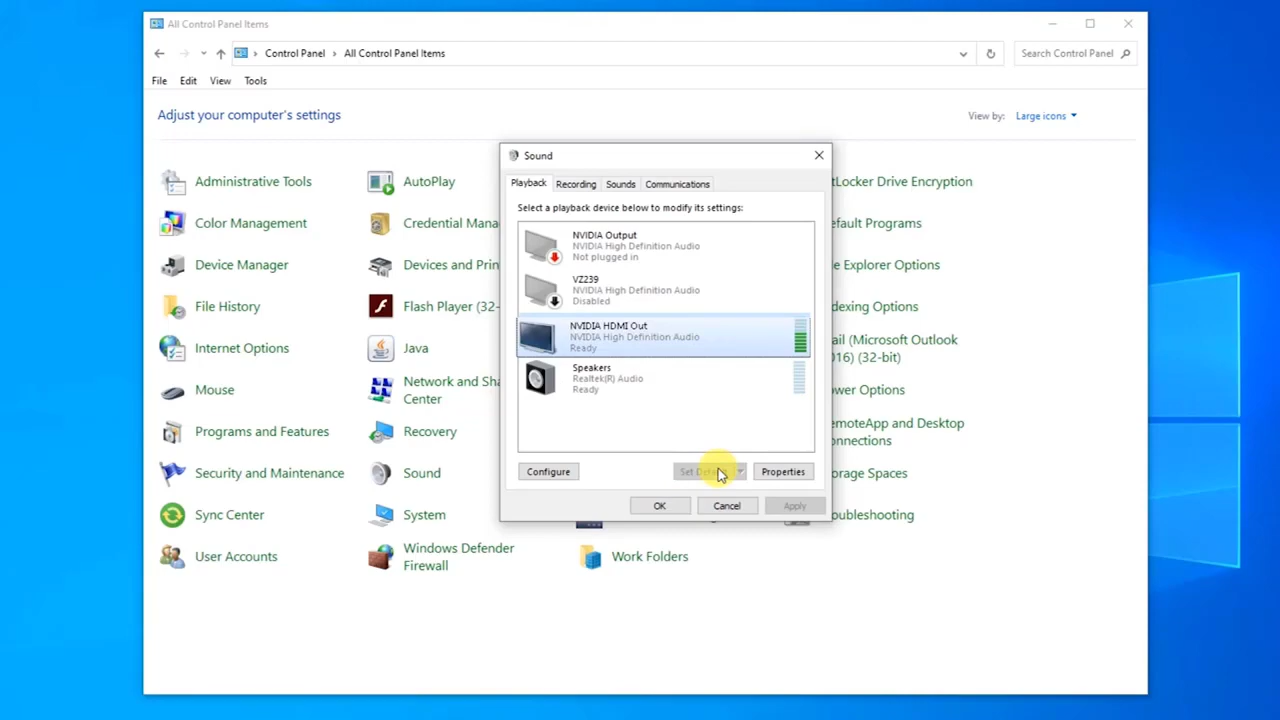 All Control Panel Items
Control Panel > All Control Panel Items
Search Control Panel
File Edit View Tools
Adjust your computer's settings
View by: Large icons
Administrative Tools
AutoPlay
Color Management
Credential Mana
Device Manager
Devices and Prin
File History
Flash Player (32-
Internet Options
Java
Mouse
Network and Sha
Center
Programs and Features
Recovery
Security and Maintenance
Sound
Sync Center
System
User Accounts
Windows Defender
Firewall
Work Folders
tLocker Drive Encryption
efault Programs
e Explorer Options
dexing Options
ail (Microsoft Outlook
016) (32-bit)
ower Options
emoteApp and Desktop
onnections
orage Spaces
oubleshooting
Sound
Playback Recording Sounds Communications
Select a playback device below to modify its settings:
NVIDIA Output
NVIDIA High Definition Audio
Not plugged in
VZ239
NVIDIA High Definition Audio
Disabled
NVIDIA HDMI Out
NVIDIA High Definition Audio
Ready
Speakers
Realtek(R) Audio
Ready
Configure Set Properties
OK Cancel Apply